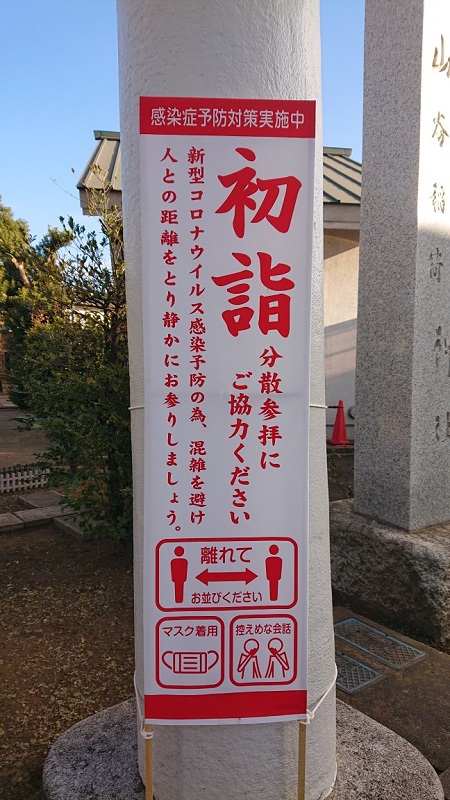 感染症予防対策実施中
初詣
分散参拝に
ご協力ください
新型コロナウイルス感染予防の為、混雑を避け
人との距離をとり静かにお参りしましょう。
離れて
お並びください
マスク着用
控えめな会話
山谷稲荷